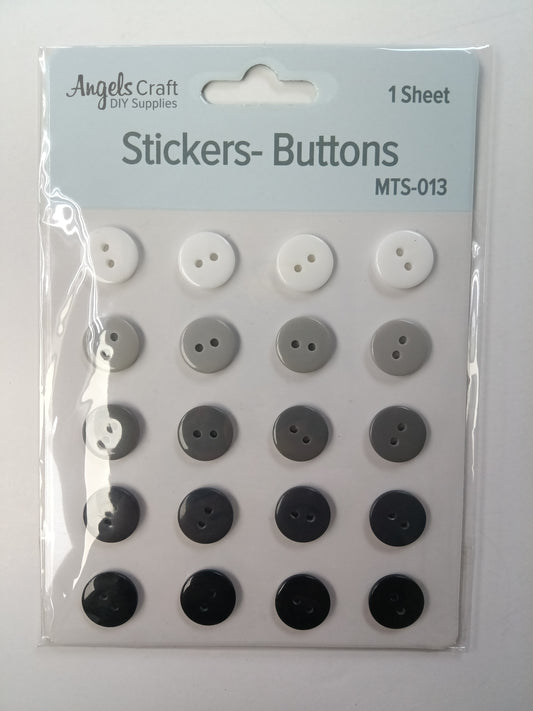 Angels Craft
DIY Supplies
1 Sheet
Stickers- Buttons
MTS-013